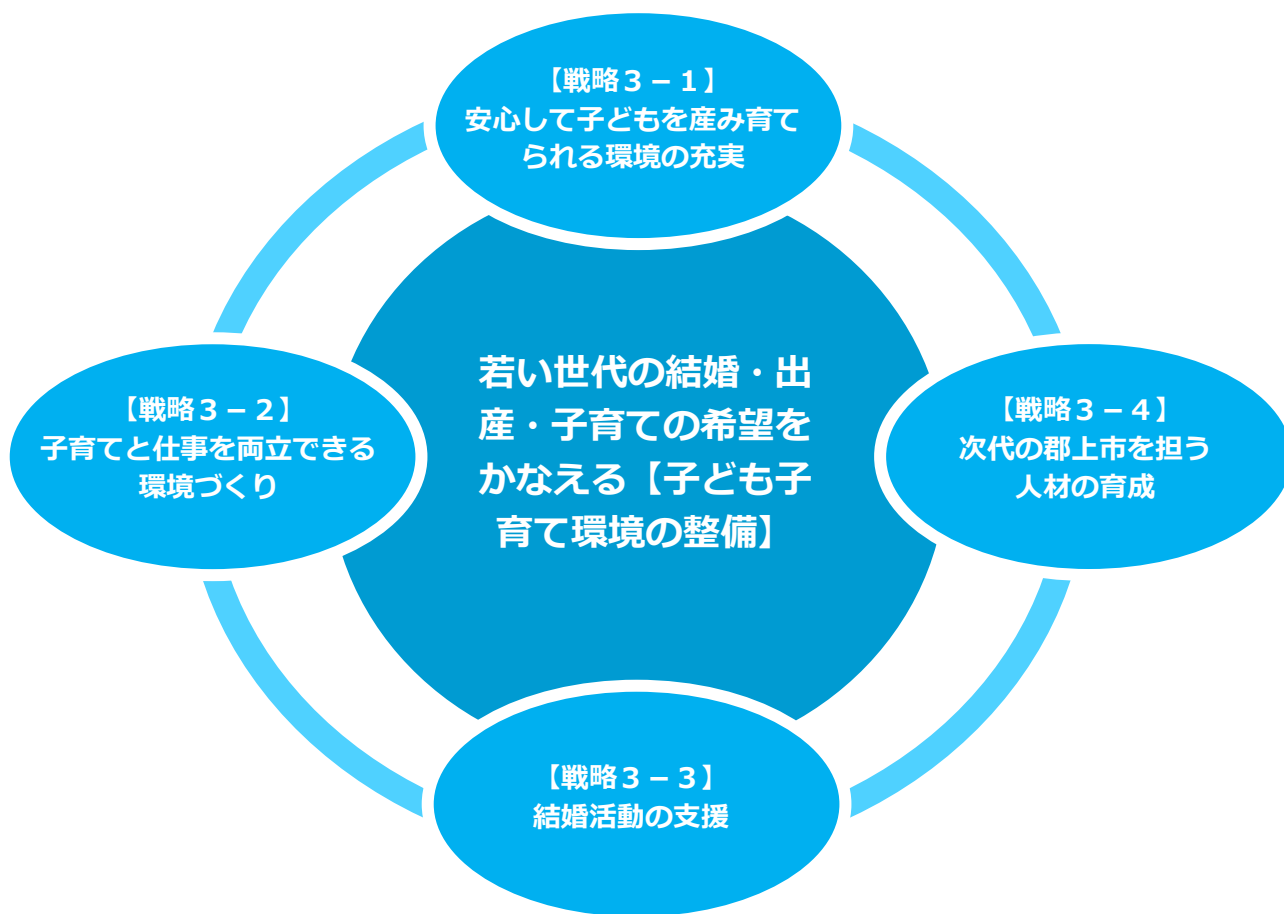 【戦略３－１】
安心して子どもを産み育て
られる環境の充実
若い世代の結婚・出
産・子育ての希望を
かなえる【子ども子
育て環境の整備】
【戦略３－２】
子育てと仕事を両立できる
環境づくり
【戦略３－４】
次代の郡上市を担う
人材の育成
【戦略３－３】
結婚活動の支援